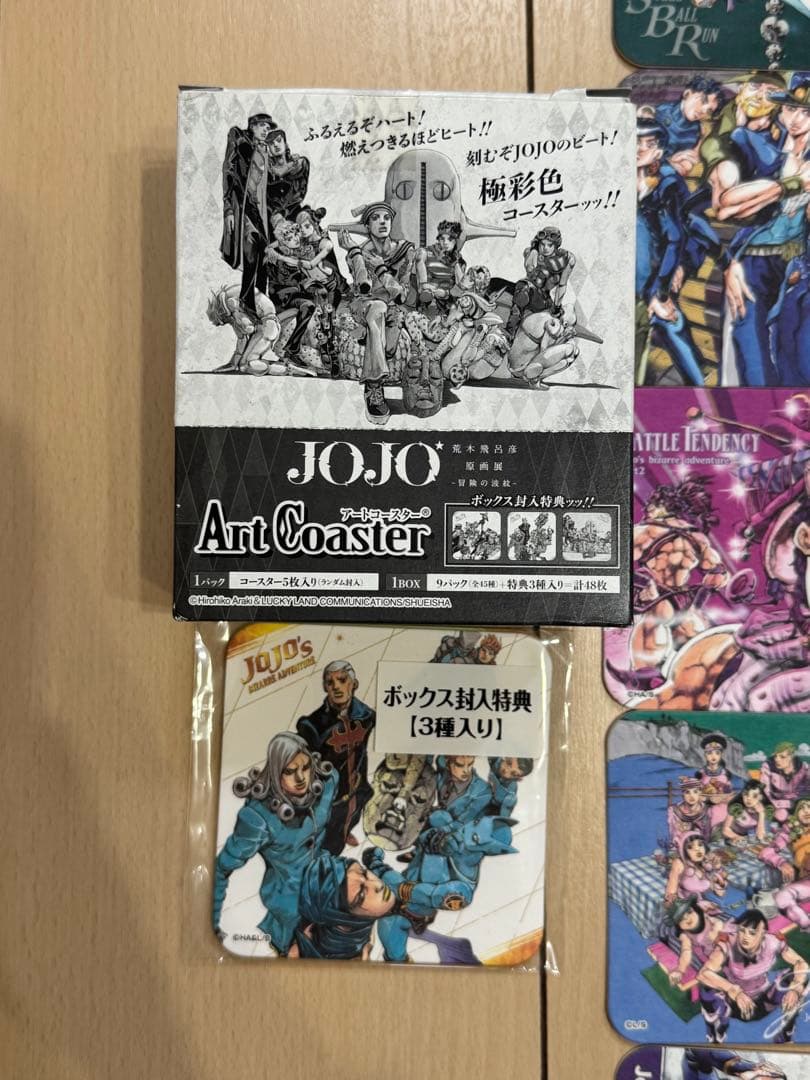 STEEL
BALL
RUN
ふるえるぞハート!
燃えつきるほどヒート!!
刻むぞJOJOのビート!
極彩色
コースターッッ!!
JOJO
荒木飛呂彦
原画展
-冒険の波紋-
アートコースター®
Art Coaster
ボックス封入特典ッッ!!
1パック コースター5枚入り(ランダム封入) 1BOX 9パック(全45種)+特典3種入り=計48枚
©Hirohiko Araki & LUCKY LAND COMMUNICATIONS/SHUEISHA
BATTLE TENDENCY
jo's bizarre adventure
©HA/S
JOJO's
BIZARRE ADVENTURE
ボックス封入特典
【3種入り】
©HA&L/S
©L/S